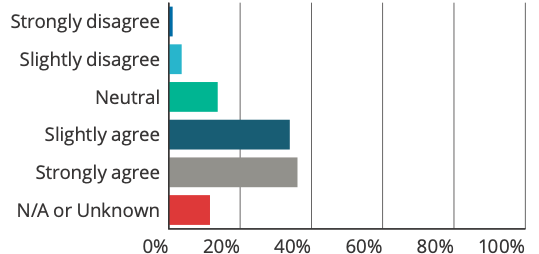 Strongly disagree
Slightly disagree
Neutral
Slightly agree
Strongly agree
N/A or Unknown
0% 20% 40% 60% 80% 100%